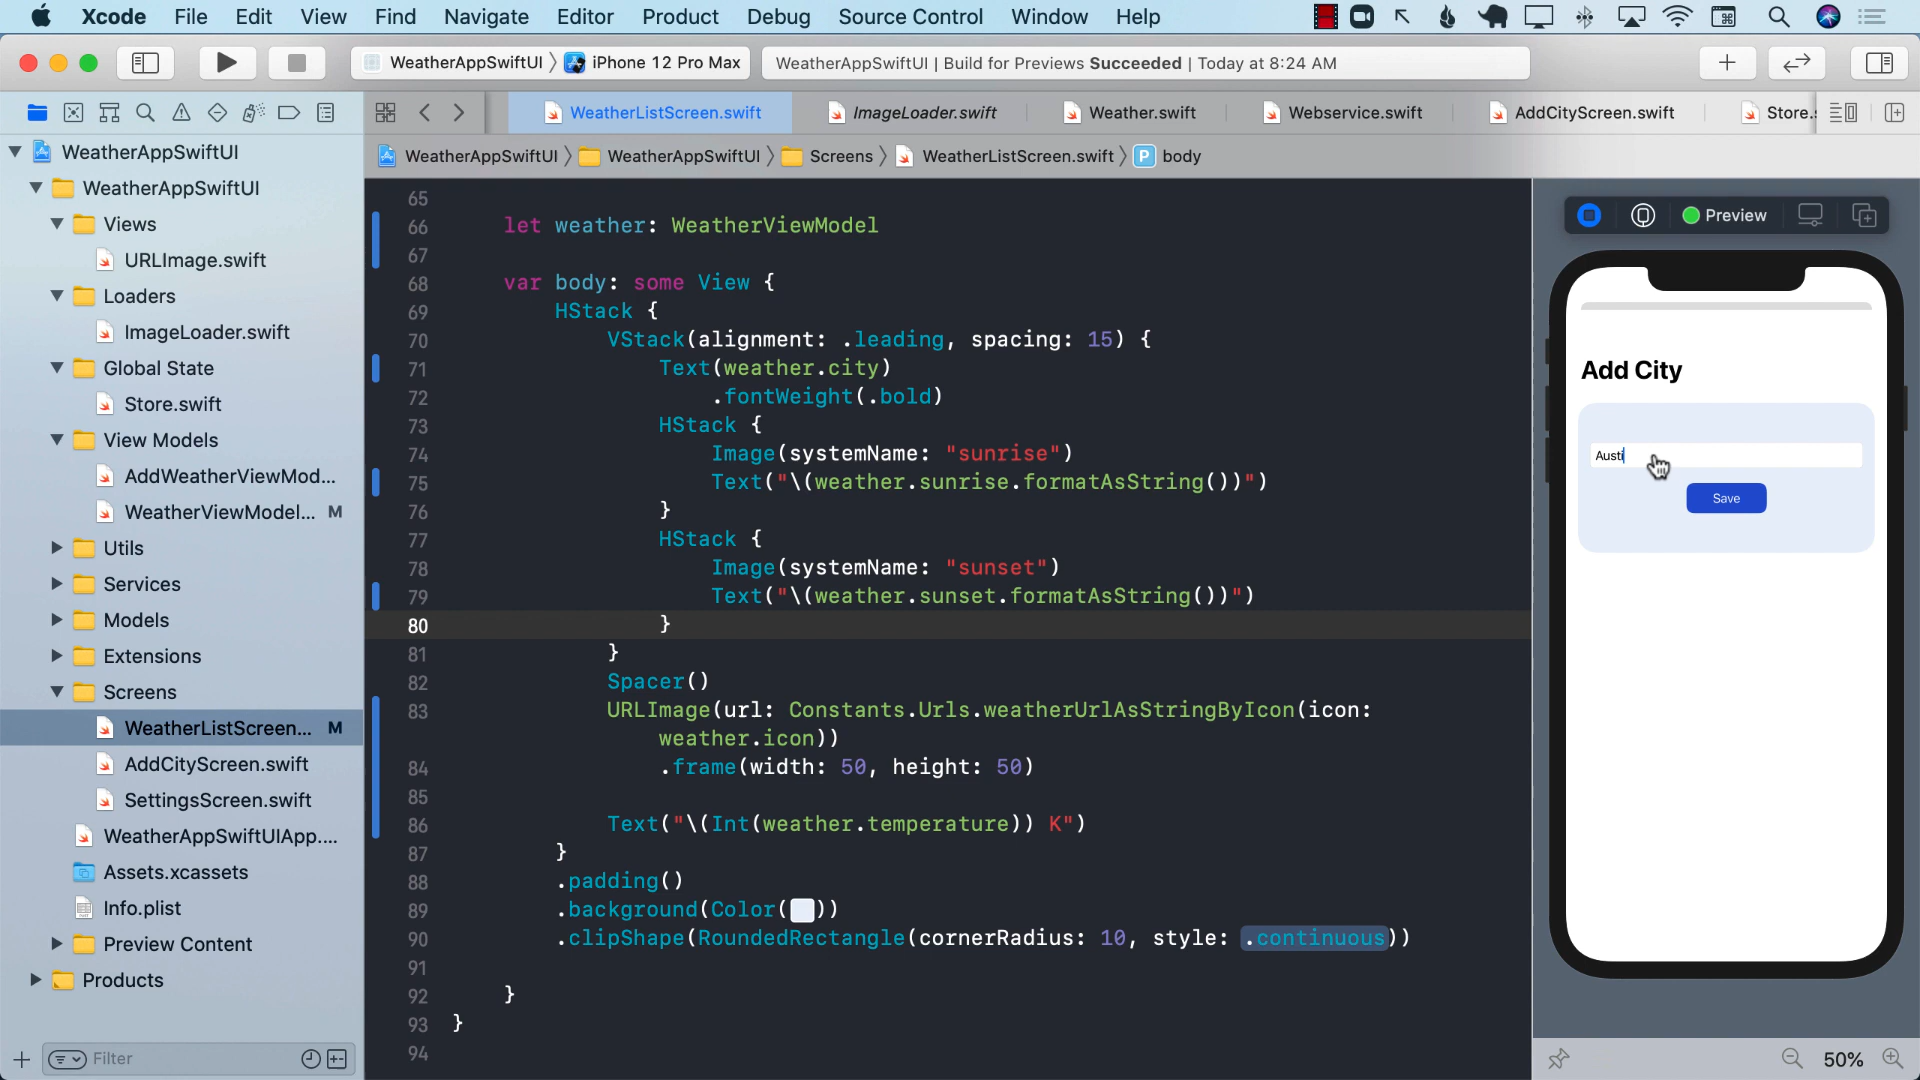 Xcode File Edit View Find Navigate Editor Product Debug Source Control Window Help
WeatherAppSwiftUI 〉 iPhone 12 Pro Max
WeatherAppSwiftUI | Build for Previews Succeeded | Today at 8:24 AM
WeatherListScreen.swift ImageLoader.swift Weather.swift Webservice.swift AddCityScreen.swift Store.s
WeatherAppSwiftUI 〉 WeatherAppSwiftUI 〉 Screens 〉 WeatherListScreen.swift 〉 P body
WeatherAppSwiftUI
WeatherAppSwiftUI
Views
URLImage.swift
Loaders
ImageLoader.swift
Global State
Store.swift
View Models
AddWeatherViewMod...
WeatherViewModel... M
Utils
Services
Models
Extensions
Screens
WeatherListScreen... M
AddCityScreen.swift
SettingsScreen.swift
WeatherAppSwiftUIApp....
Assets.xcassets
Info.plist
Preview Content
Products
Filter
65
66 let weather: WeatherViewModel
67
68 var body: some View {
69 HStack {
70 VStack(alignment: .leading, spacing: 15) {
71 Text(weather.city)
72 .fontWeight(.bold)
73 HStack {
74 Image(systemName: "sunrise")
75 Text("\(weather.sunrise.formatAsString())")
76 }
77 HStack {
78 Image(systemName: "sunset")
79 Text("\(weather.sunset.formatAsString())")
80 }
81 }
82 Spacer()
83 URLImage(url: Constants.Urls.weatherUrlAsStringByIcon(icon:
weather.icon))
84 .frame(width: 50, height: 50)
85
86 Text("\(Int(weather.temperature)) K")
87 }
88 .padding()
89 .background(Color( ))
90 .clipShape(RoundedRectangle(cornerRadius: 10, style: .continuous))
91
92 }
93 }
94
Preview
Add City
Austi
Save
50%